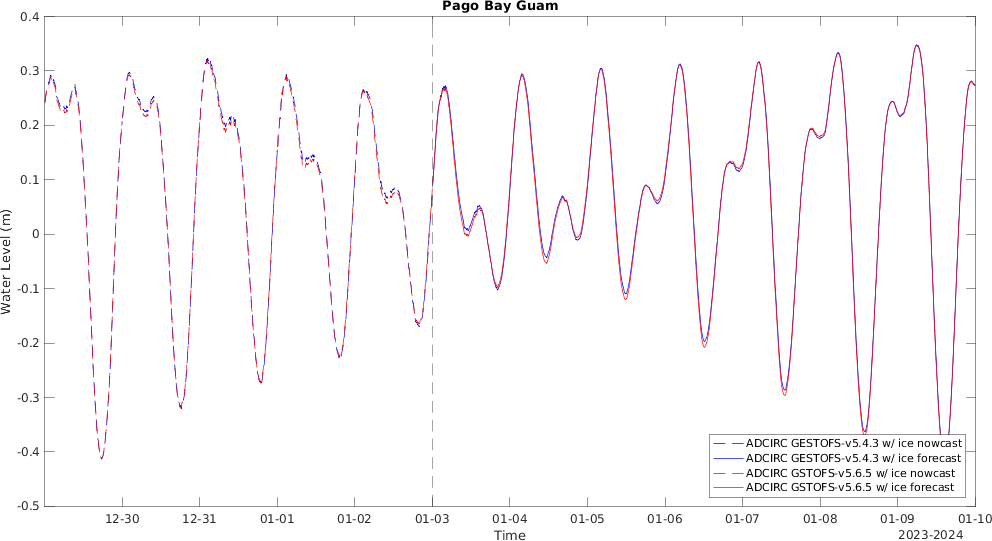 Pago Bay Guam
0.4
0.3
0.2
0.1
0
-0.1
-0.2
-0.3
-0.4
-0.5
Water Level (m)
ADCIRC GESTOFS-v5.4.3 w/ ice nowcast
ADCIRC GESTOFS-v5.4.3 w/ ice forecast
ADCIRC GSTOFS-v5.6.5 w/ ice nowcast
ADCIRC GSTOFS-v5.6.5 w/ ice forecast
12-30 12-31 01-01 01-02 01-03 01-04 01-05 01-06 01-07 01-08 01-09 01-10
Time
2023-2024